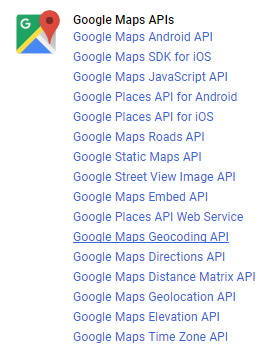 Google Maps APIs
Google Maps Android API
Google Maps SDK for iOS
Google Maps JavaScript API
Google Places API for Android
Google Places API for iOS
Google Maps Roads API
Google Static Maps API
Google Street View Image API
Google Maps Embed API
Google Places API Web Service
Google Maps Geocoding API
Google Maps Directions API
Google Maps Distance Matrix API
Google Maps Geolocation API
Google Maps Elevation API
Google Maps Time Zone API